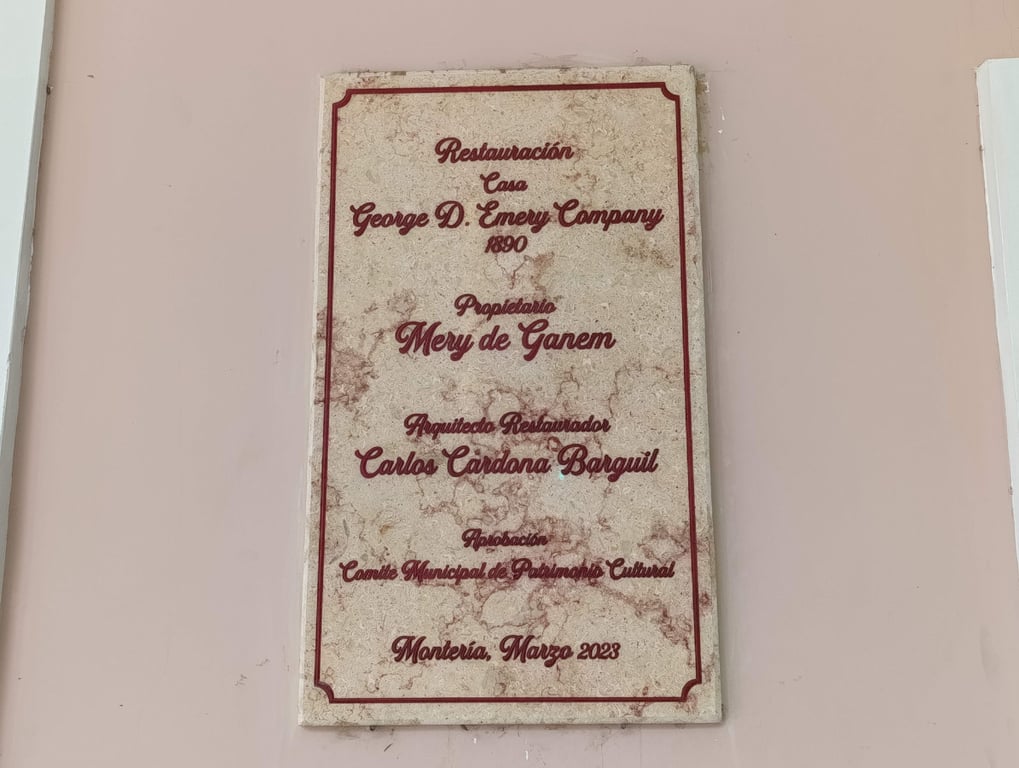 Restauración
Casa
George D. Emery Company
1890
Propietario
Mery de Ganem
Arquitecto Restaurador
Carlos Cardona Barguil
Aprobación
Comite Municipal de Patrimonio Cultural
Montería, Marzo 2023